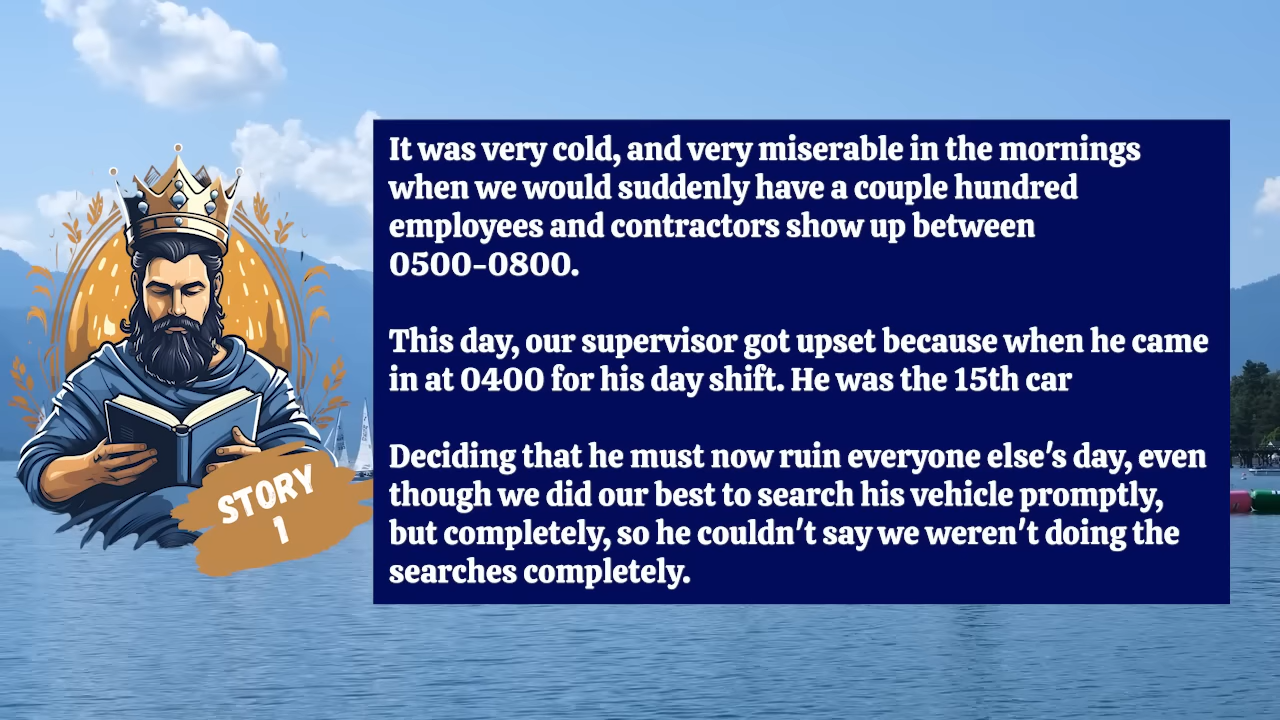 It was very cold, and very miserable in the mornings
when we would suddenly have a couple hundred
employees and contractors show up between
0500-0800.
This day, our supervisor got upset because when he came
in at 0400 for his day shift. He was the 15th car
Deciding that he must now ruin everyone else's day, even
though we did our best to search his vehicle promptly,
but completely, so he couldn't say we weren't doing the
searches completely.
STORY
1